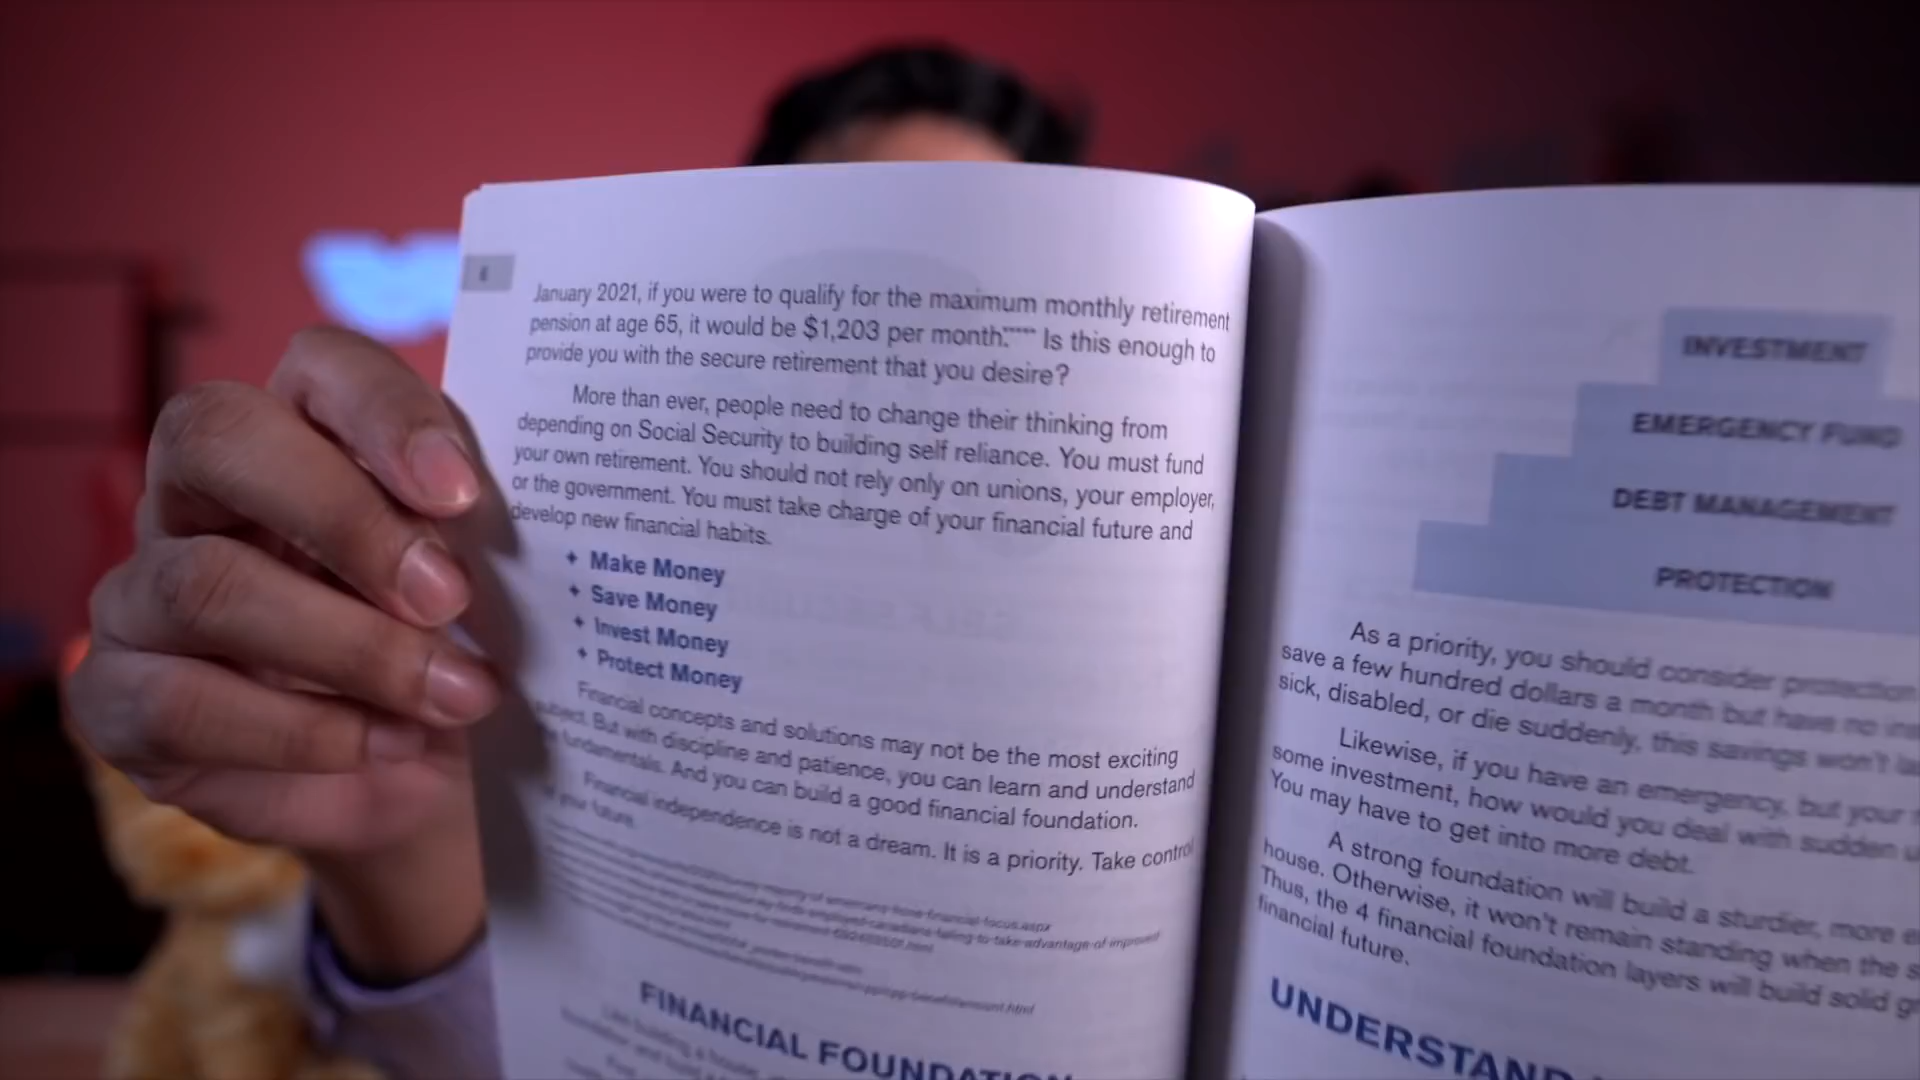 January 2021, if you were to qualify for the maximum monthly retirement
pension at age 65, it would be $1,203 per month.***** Is this enough to
provide you with the secure retirement that you desire?
More than ever, people need to change their thinking from
depending on Social Security to building self reliance. You must fund
your own retirement. You should not rely only on unions, your employer,
or the government. You must take charge of your financial future and
develop new financial habits.
+ Make Money
+ Save Money
+ Invest Money
+ Protect Money
Financial concepts and solutions may not be the most exciting
subject. But with discipline and patience, you can learn and understand
fundamentals. And you can build a good financial foundation.
Financial independence is not a dream. It is a priority. Take control
your future.
FINANCIAL FOUNDATION
Like building a house,
foundation and build
INVESTMENT
EMERGENCY FUND
DEBT MANAGEMENT
PROTECTION
As a priority, you should consider protection
save a few hundred dollars a month but have no
sick, disabled, or die suddenly, this savings won't
Likewise, if you have an emergency, but your
some investment, how would you deal with sudden
You may have to get into more debt.
A strong foundation will build a sturdier, more
house. Otherwise, it won't remain standing when the
Thus, the 4 financial foundation layers will build solid
financial future.
UNDERSTAND